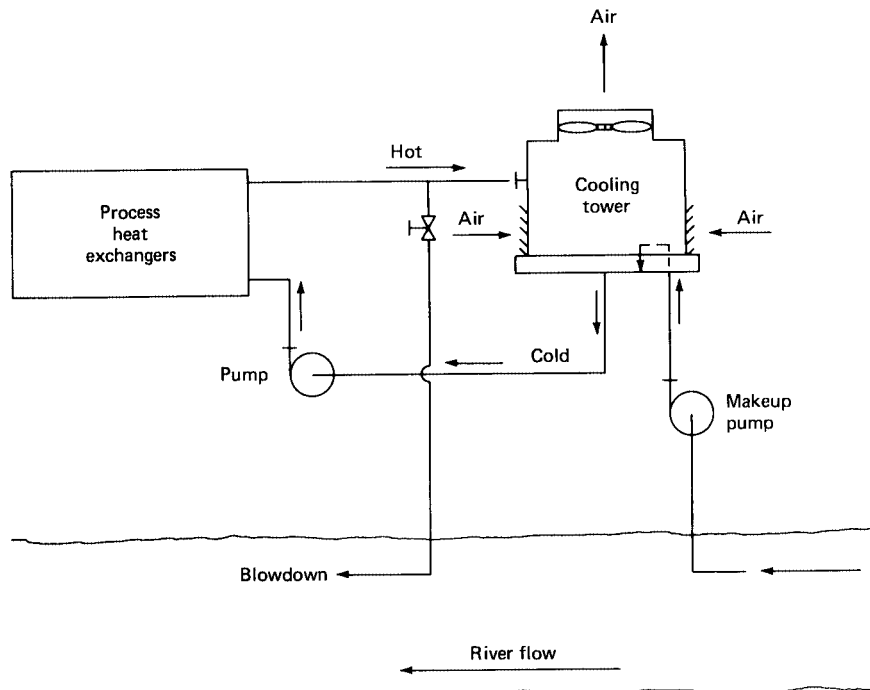 Air
Hot
Process
heat
exchangers
Cooling
tower
Air
Air
Pump
Cold
Makeup
pump
Blowdown
River flow